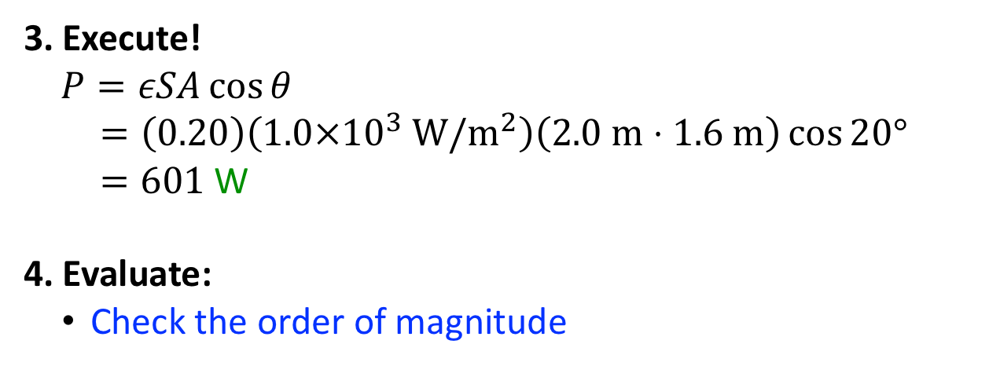 3. Execute!
P = ϵSA cos θ
= (0.20)(1.0×10³ W/m²)(2.0 m · 1.6 m) cos 20°
= 601 W
4. Evaluate:
• Check the order of magnitude